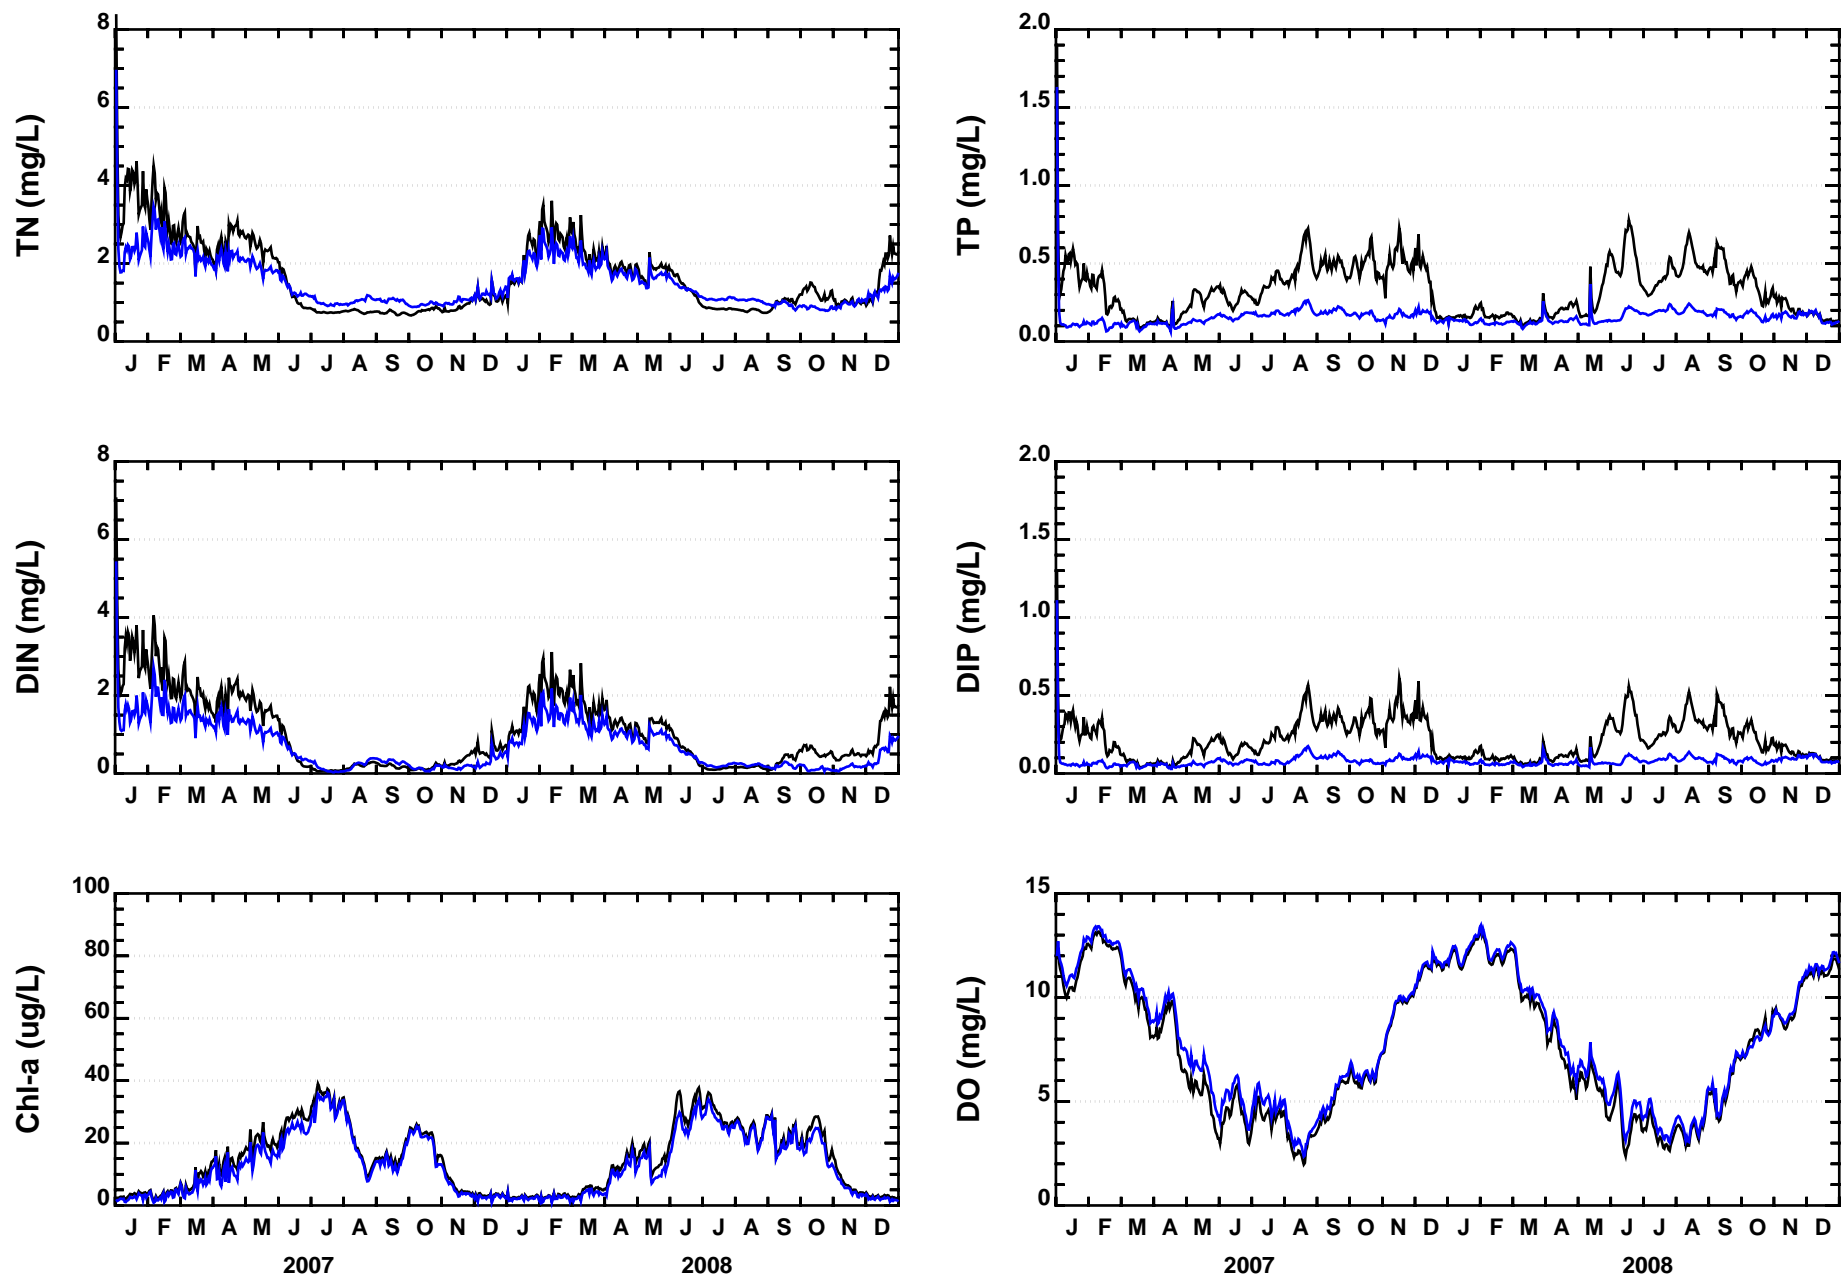 TN (mg/L)
8
6
4
2
0
J F M A M J J A S O N D J F M A M J J A S O N D
TP (mg/L)
2.0
1.5
1.0
0.5
0.0
J F M A M J J A S O N D J F M A M J J A S O N D
DIN (mg/L)
8
6
4
2
0
J F M A M J J A S O N D J F M A M J J A S O N D
DIP (mg/L)
2.0
1.5
1.0
0.5
0.0
J F M A M J J A S O N D J F M A M J J A S O N D
Chl-a (ug/L)
100
80
60
40
20
0
J F M A M J J A S O N D J F M A M J J A S O N D
2007 2008
DO (mg/L)
15
10
5
0
J F M A M J J A S O N D J F M A M J J A S O N D
2007 2008